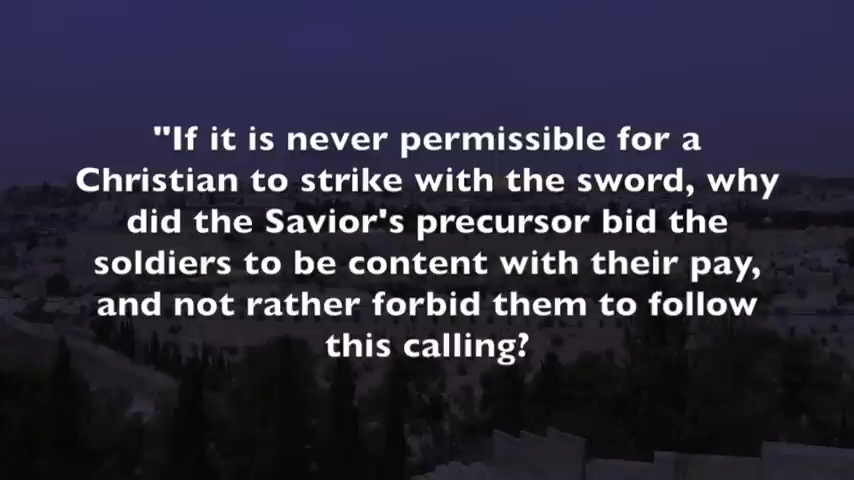 "If it is never permissible for a
Christian to strike with the sword, why
did the Savior's precursor bid the
soldiers to be content with their pay,
and not rather forbid them to follow
this calling?